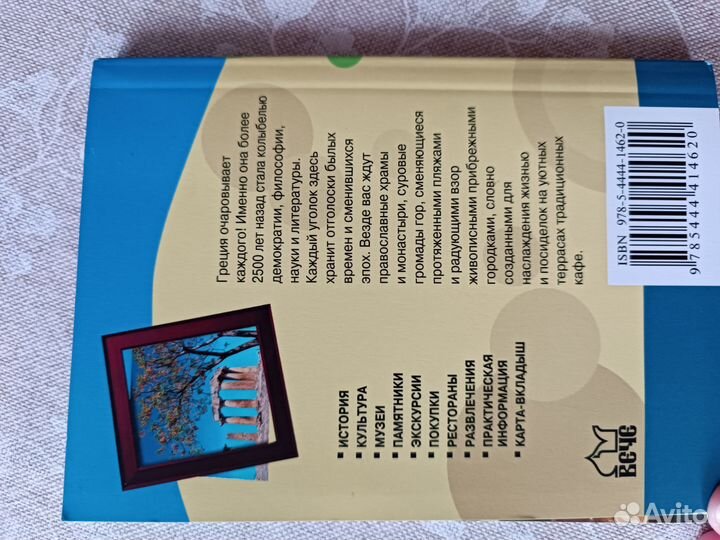 Греция очаровывает
каждого! Именно она более
2500 лет назад стала колыбелью
демократии, философии,
науки и литературы.
Каждый уголок здесь
хранит отголоски былых
времен и сменившихся
эпох. Везде вас ждут
православные храмы
и монастыри, суровые
громады гор, сменяющиеся
протяженными пляжами
и радующими взор
живописными прибрежными
городками, словно
созданными для
наслаждения жизнью
и посиделок на уютных
террасах традиционных
кафе.
▪ ИСТОРИЯ
▪ КУЛЬТУРА
▪ МУЗЕИ
▪ ПАМЯТНИКИ
▪ ЭКСКУРСИИ
▪ ПОКУПКИ
▪ РЕСТОРАНЫ
▪ РАЗВЛЕЧЕНИЯ
▪ ПРАКТИЧЕСКАЯ
ИНФОРМАЦИЯ
▪ КАРТА-ВКЛАДЫШ
ВЕЧЕ
ISBN 978-5-4444-1462-0
9 785444 414620
Avito